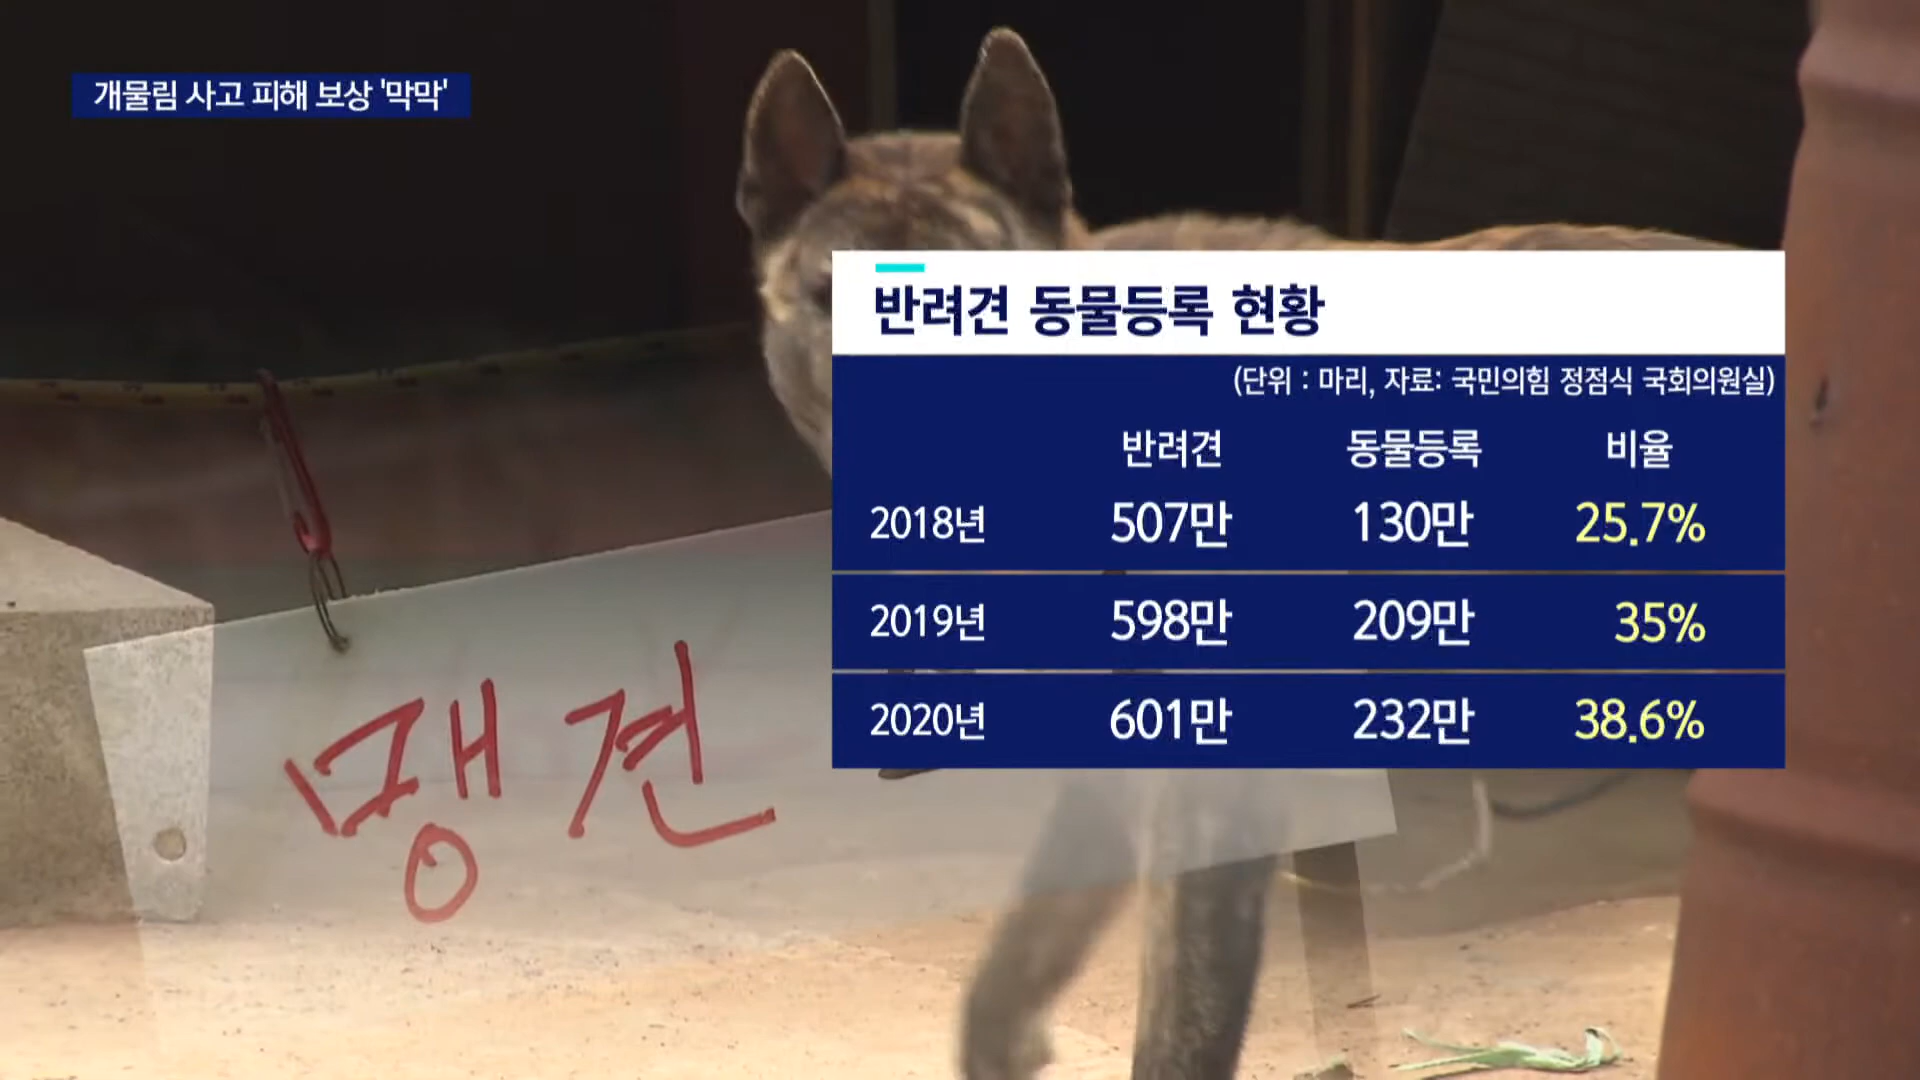 개물림 사고 피해 보상 '막막'
반려견 동물등록 현황
(단위 : 마리, 자료: 국민의힘 정점식 국회의원실)
반려견 동물등록 비율
2018년 507만 130만 25.7%
2019년 598만 209만 35%
2020년 601만 232만 38.6%
맹견